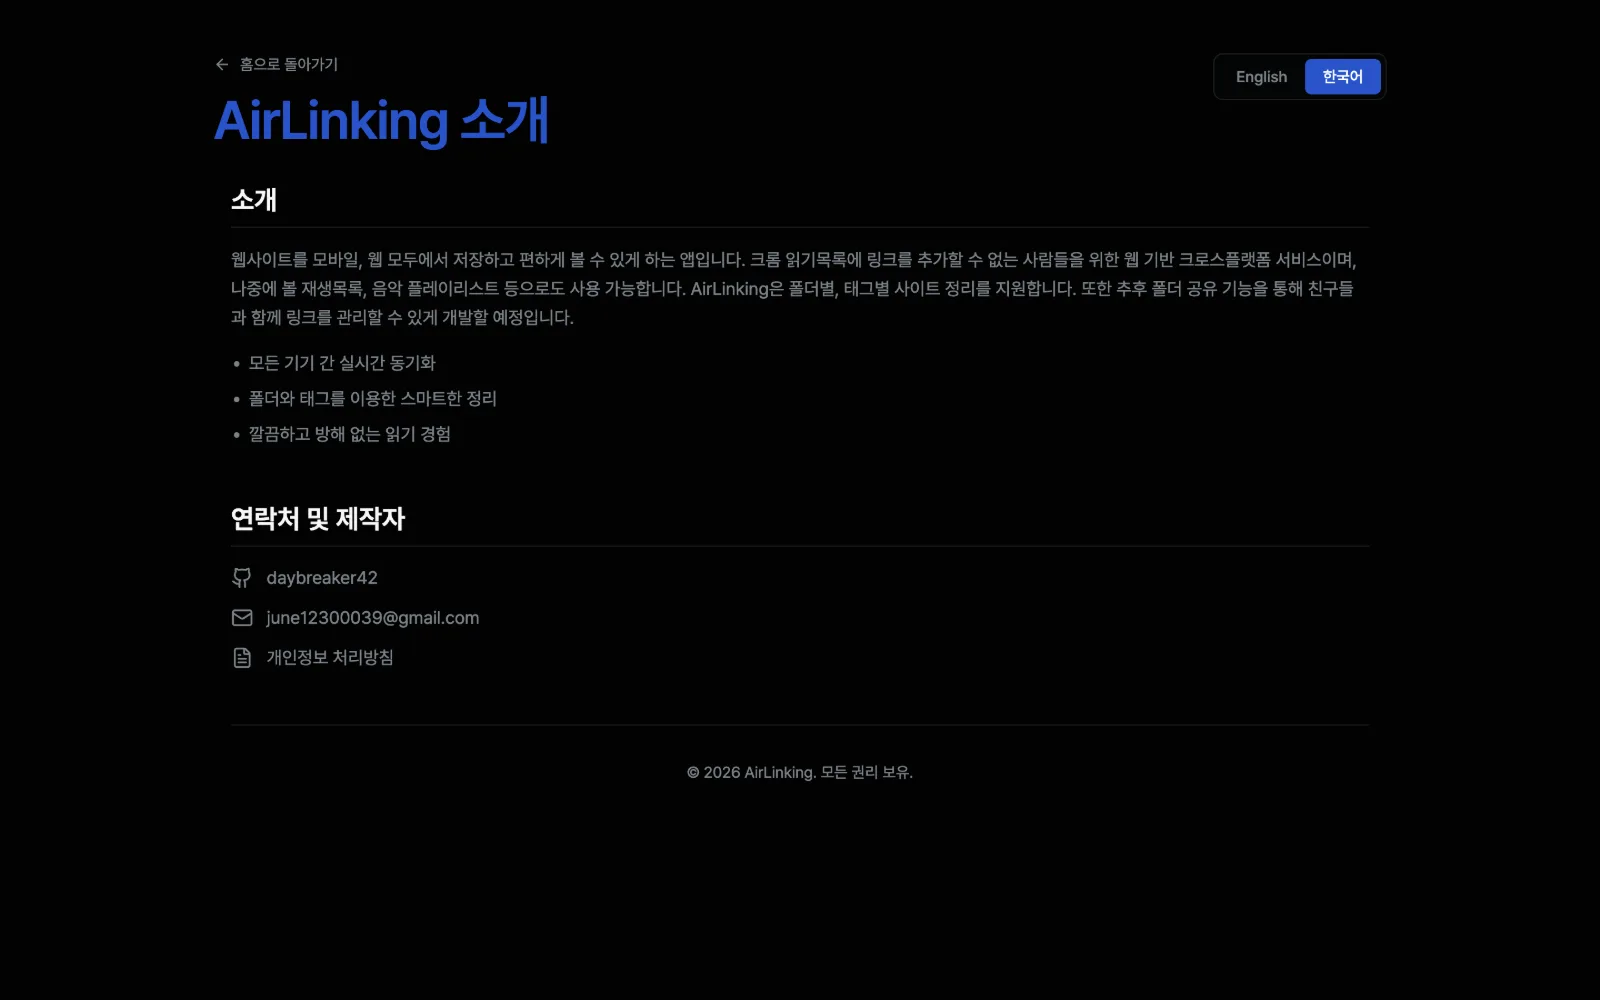 홈으로 돌아가기
English
한국어
AirLinking 소개
소개
웹사이트를 모바일, 웹 모두에서 저장하고 편하게 볼 수 있게 하는 앱입니다. 크롬 읽기목록에 링크를 추가할 수 없는 사람들을 위한 웹 기반 크로스플랫폼 서비스이며,
나중에 볼 재생목록, 음악 플레이리스트 등으로도 사용 가능합니다. AirLinking은 폴더별, 태그별 사이트 정리를 지원합니다. 또한 추후 폴더 공유 기능을 통해 친구들
과 함께 링크를 관리할 수 있게 개발할 예정입니다.
• 모든 기기 간 실시간 동기화
• 폴더와 태그를 이용한 스마트한 정리
• 깔끔하고 방해 없는 읽기 경험
연락처 및 제작자
daybreaker42
june12300039@gmail.com
개인정보 처리방침
© 2026 AirLinking. 모든 권리 보유.